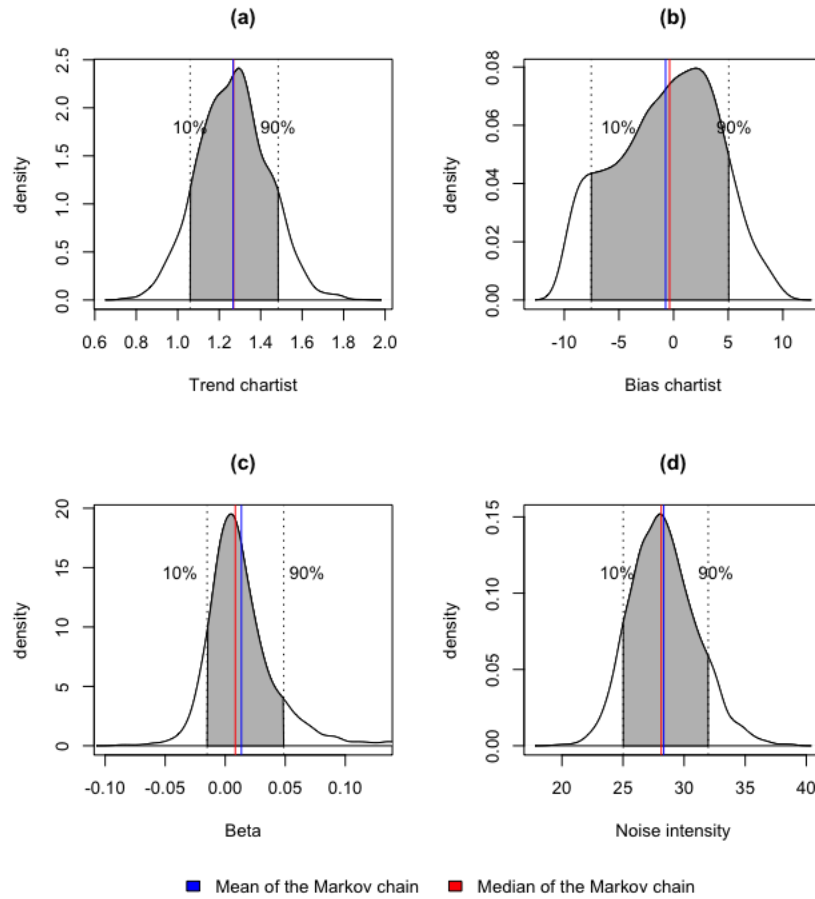 (a)
density
0.0 0.5 1.0 1.5 2.0 2.5
10% 90%
0.6 0.8 1.0 1.2 1.4 1.6 1.8 2.0
Trend chartist
(b)
density
0.00 0.02 0.04 0.06 0.08
10% 90%
-10 -5 0 5 10
Bias chartist
(c)
density
0 5 10 15 20
10% 90%
-0.10 -0.05 0.00 0.05 0.10
Beta
(d)
density
0.00 0.05 0.10 0.15
10% 90%
20 25 30 35 40
Noise intensity
Mean of the Markov chain Median of the Markov chain